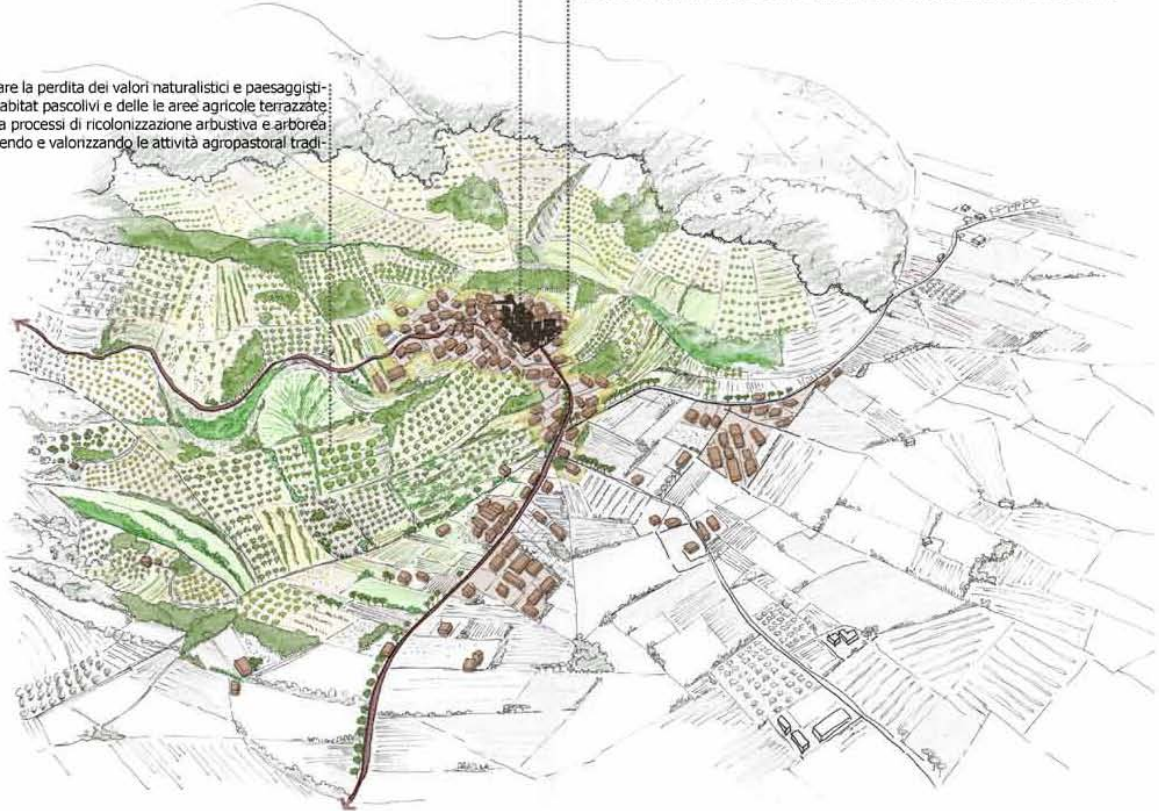 are la perdita dei valori naturalistici e paesaggisti-
abitat pascolivi e delle le aree agricole terrazzate
a processi di ricolonizzazione arbustiva e arborea
endo e valorizzando le attività agropastoral tradi-